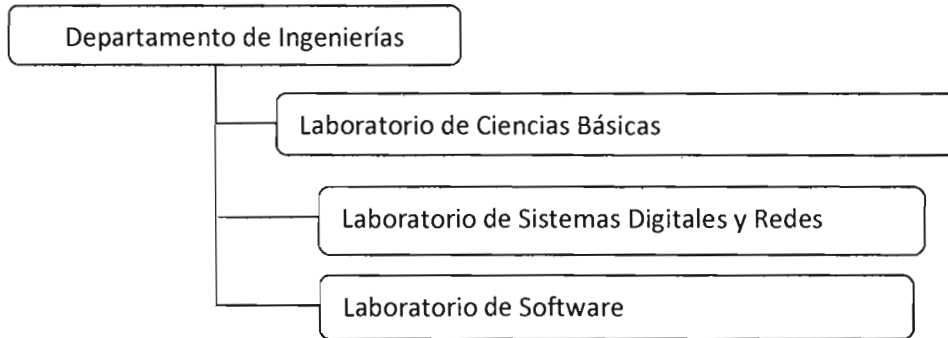 Departamento de Ingenierías
Laboratorio de Ciencias Básicas
Laboratorio de Sistemas Digitales y Redes
Laboratorio de Software